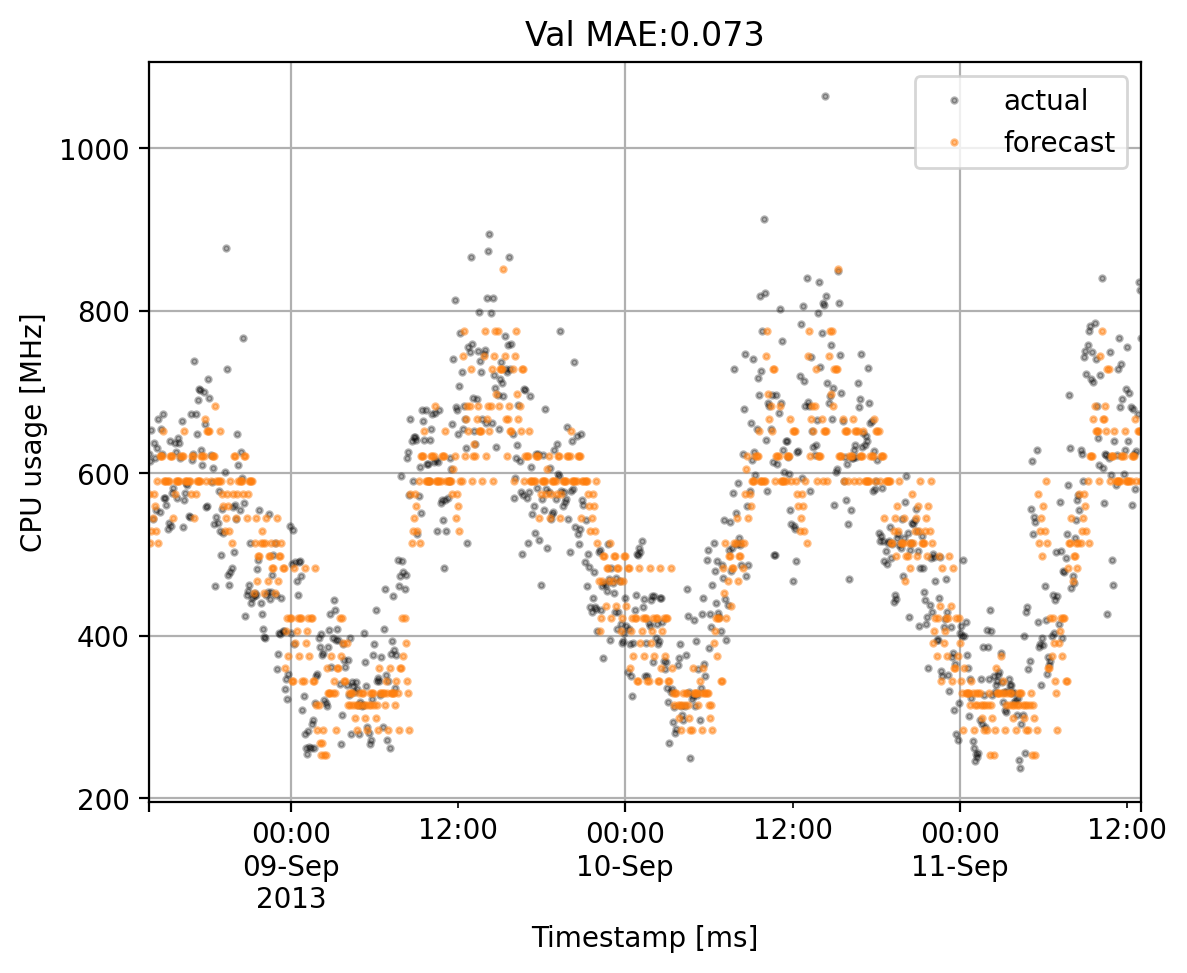 Val MAE:0.073
actual
forecast
CPU usage [MHz]
1000
800
600
400
200
00:00
09-Sep
2013
12:00
00:00
10-Sep
12:00
00:00
11-Sep
12:00
Timestamp [ms]